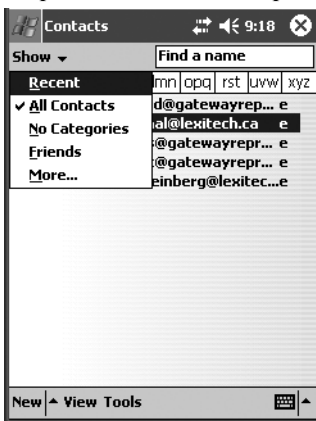 Contacts 9:18
Show Find a name
Recent lmn opq rst uvw xyz
All Contacts d@gatewayrep... e
No Categories al@lexitech.ca e
Friends @gatewayrepr... e
More... @gatewayrepr... e
einberg@lexitec... e
New View Tools